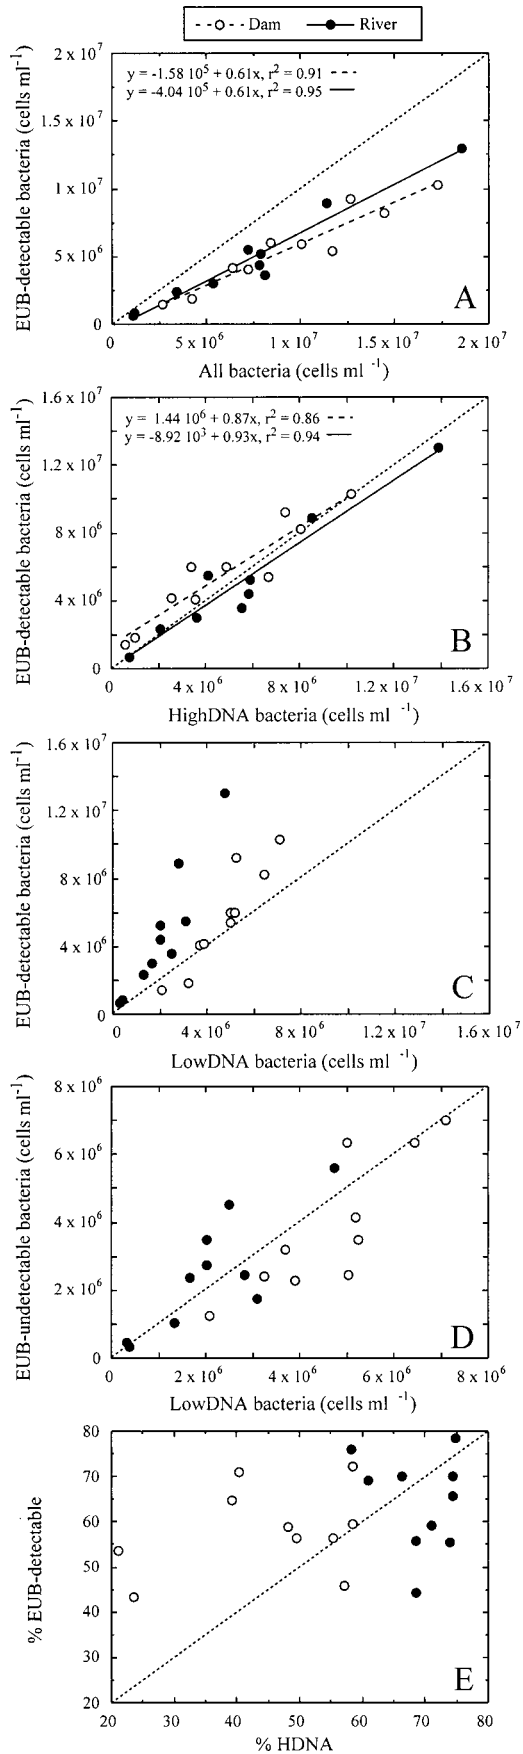 Dam River
EUB-detectable bacteria (cells ml⁻¹)
2 x 10⁷
1.5 x 10⁷
1 x 10⁷
5 x 10⁶
0
y = -1.58 10⁵ + 0.61x, r² = 0.91
y = -4.04 10⁵ + 0.61x, r² = 0.95
A
0 5 x 10⁶ 1 x 10⁷ 1.5 x 10⁷ 2 x 10⁷
All bacteria (cells ml ⁻¹)
EUB-detectable bacteria (cells ml⁻¹)
1.6 x 10⁷
1.2 x 10⁷
8 x 10⁶
4 x 10⁶
0
y = 1.44 10⁶ + 0.87x, r² = 0.86
y = -8.92 10³ + 0.93x, r² = 0.94
B
0 4 x 10⁶ 8 x 10⁶ 1.2 x 10⁷ 1.6 x 10⁷
HighDNA bacteria (cells ml ⁻¹)
EUB-detectable bacteria (cells ml⁻¹)
1.6 x 10⁷
1.2 x 10⁷
8 x 10⁶
4 x 10⁶
0
C
0 4 x 10⁶ 8 x 10⁶ 1.2 x 10⁷ 1.6 x 10⁷
LowDNA bacteria (cells ml ⁻¹)
EUB-undetectable bacteria (cells ml⁻¹)
8 x 10⁶
6 x 10⁶
4 x 10⁶
2 x 10⁶
0
D
0 2 x 10⁶ 4 x 10⁶ 6 x 10⁶ 8 x 10⁶
LowDNA bacteria (cells ml ⁻¹)
% EUB-detectable
80
70
60
50
40
30
20
E
20 30 40 50 60 70 80
% HDNA